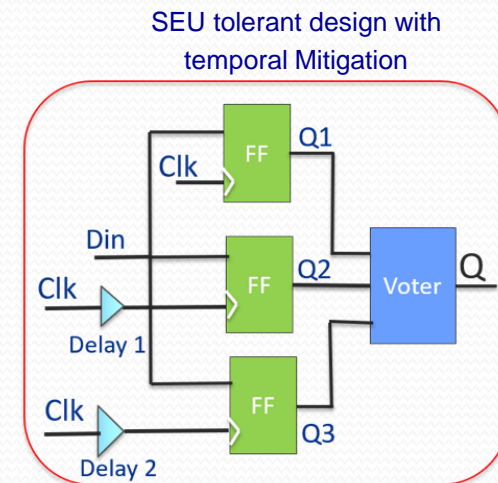 SEU tolerant design with
temporal Mitigation
FF
Q1
Clk
Din
FF
Q2
Voter
Q
Clk
Delay 1
FF
Clk
Q3
Delay 2